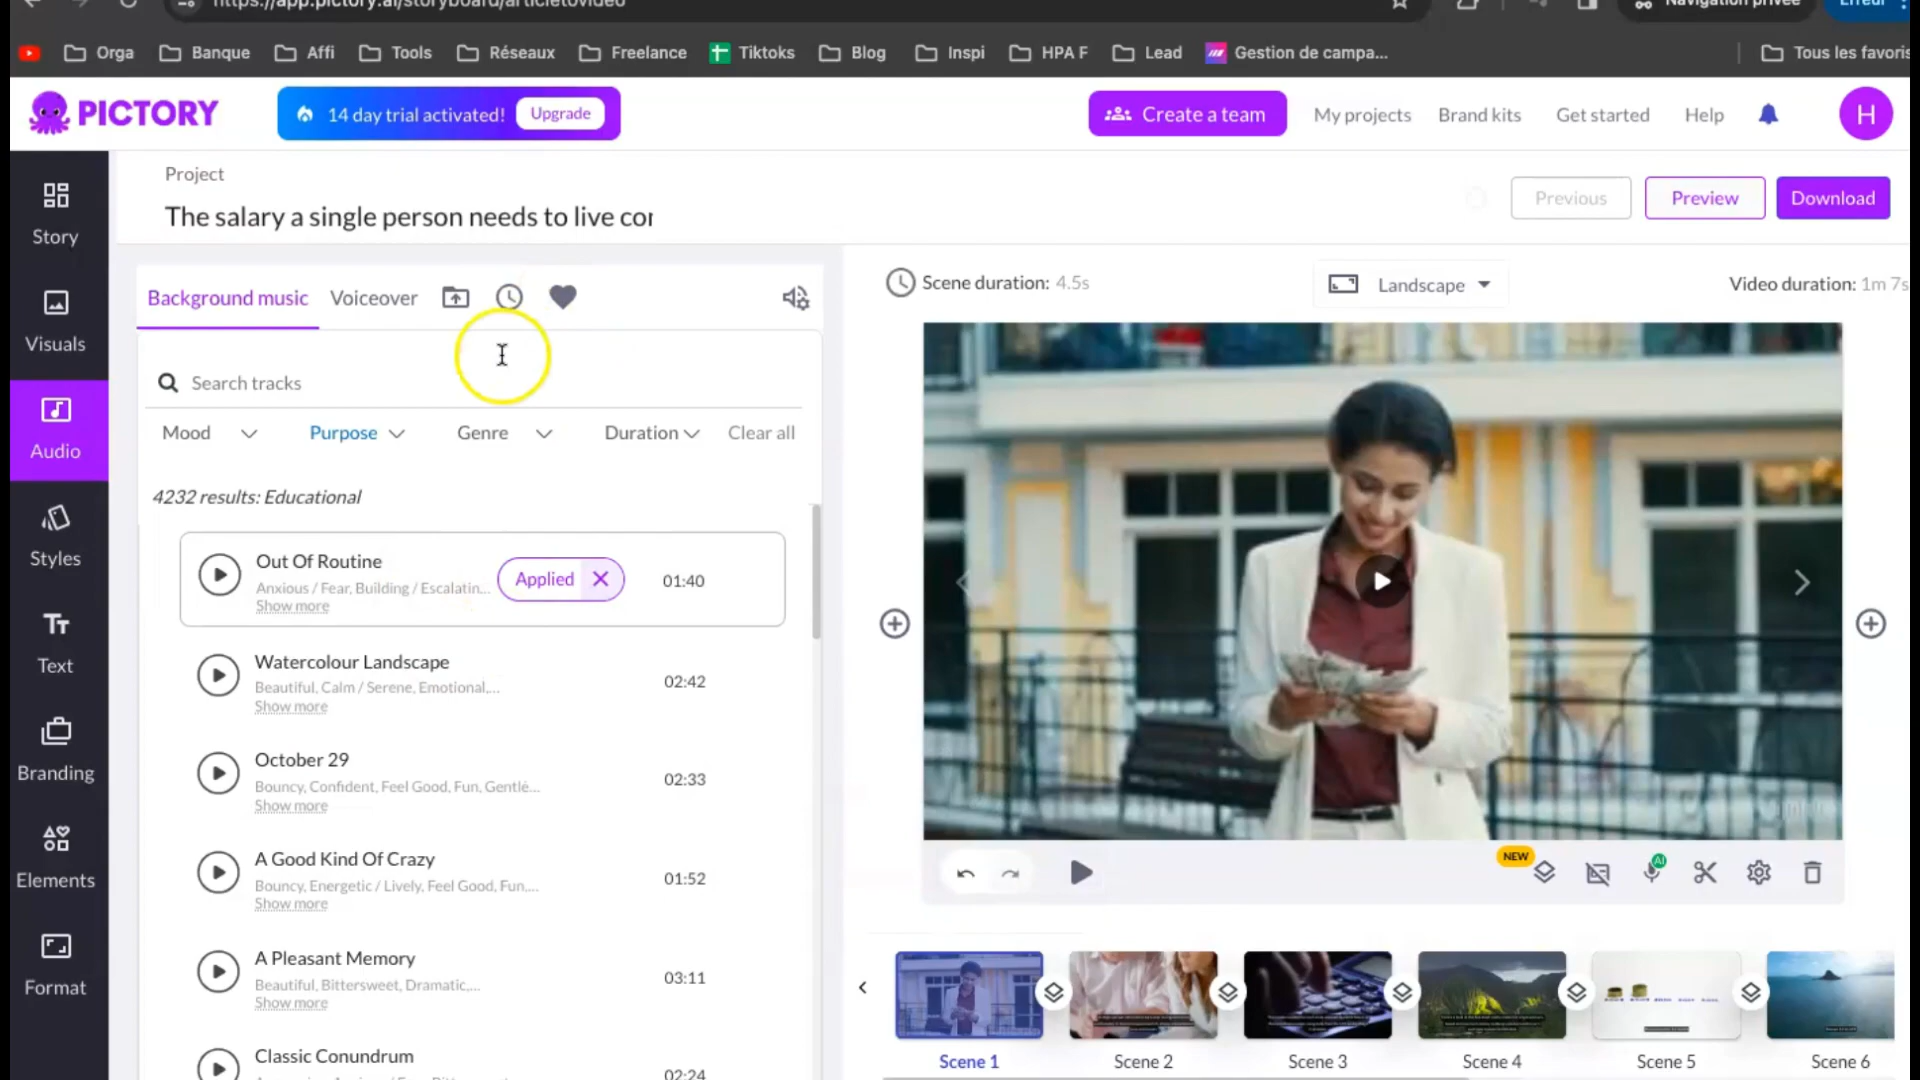 https://app.pictory.ai/storyboard/articletovideo
Navigation privée
Erreur
Orga
Banque
Affi
Tools
Réseaux
Freelance
Tiktoks
Blog
Inspi
HPA F
Lead
Gestion de campa...
Tous les favoris
PICTORY
14 day trial activated!
Upgrade
Create a team
My projects
Brand kits
Get started
Help
H
Project
The salary a single person needs to live cor
Previous
Preview
Download
Story
Visuals
Audio
Styles
Text
Branding
Elements
Format
Background music
Voiceover
Search tracks
Mood
Purpose
Genre
Duration
Clear all
4232 results: Educational
Out Of Routine
Anxious / Fear, Building / Escalatin...
Show more
Applied
01:40
Watercolour Landscape
Beautiful, Calm / Serene, Emotional,...
Show more
02:42
October 29
Bouncy, Confident, Feel Good, Fun, Gentle...
Show more
02:33
A Good Kind Of Crazy
Bouncy, Energetic / Lively, Feel Good, Fun,...
Show more
01:52
A Pleasant Memory
Beautiful, Bittersweet, Dramatic,...
Show more
03:11
Classic Conundrum
02:24
Scene duration: 4.5s
Landscape
Video duration: 1m 7s
NEW
AI
Scene 1
Scene 2
Scene 3
Scene 4
Scene 5
Scene 6